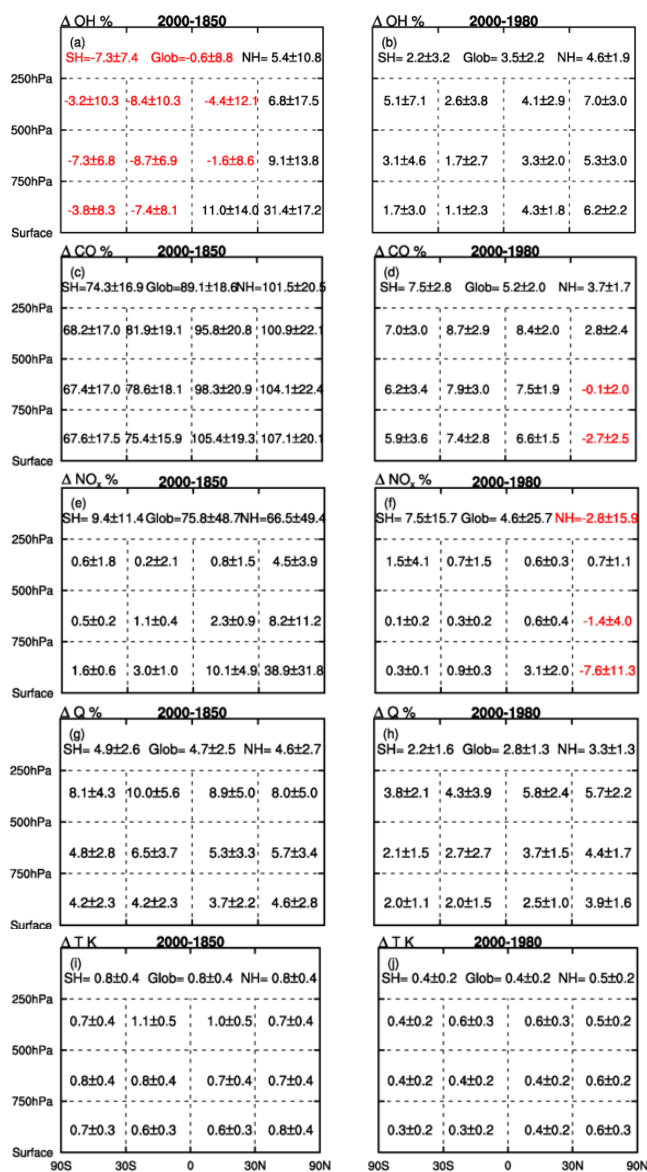 Δ OH % 2000-1850 Δ OH % 2000-1980
(a) (b)
SH=-7.3±7.4 Glob=-0.6±8.8 NH= 5.4±10.8 SH= 2.2±3.2 Glob= 3.5±2.2 NH= 4.6±1.9
250hPa
-3.2±10.3 -8.4±10.3 -4.4±12.1 6.8±17.5 5.1±7.1 2.6±3.8 4.1±2.9 7.0±3.0
500hPa
-7.3±6.8 -8.7±6.9 -1.6±8.6 9.1±13.8 3.1±4.6 1.7±2.7 3.3±2.0 5.3±3.0
750hPa
-3.8±8.3 -7.4±8.1 11.0±14.0 31.4±17.2 1.7±3.0 1.1±2.3 4.3±1.8 6.2±2.2
Surface
Δ CO % 2000-1850 Δ CO % 2000-1980
(c) (d)
SH=74.3±16.9 Glob=89.1±18.6 NH=101.5±20.5 SH= 7.5±2.8 Glob= 5.2±2.0 NH= 3.7±1.7
250hPa
68.2±17.0 81.9±19.1 95.8±20.8 100.9±22.1 7.0±3.0 8.7±2.9 8.4±2.0 2.8±2.4
500hPa
67.4±17.0 78.6±18.1 98.3±20.9 104.1±22.4 6.2±3.4 7.9±3.0 7.5±1.9 -0.1±2.0
750hPa
67.6±17.5 75.4±15.9 105.4±19.3 107.1±20.1 5.9±3.6 7.4±2.8 6.6±1.5 -2.7±2.5
Surface
Δ NOₓ % 2000-1850 Δ NOₓ % 2000-1980
(e) (f)
SH= 9.4±11.4 Glob=75.8±48.7 NH=66.5±49.4 SH= 7.5±15.7 Glob= 4.6±25.7 NH=-2.8±15.9
250hPa
0.6±1.8 0.2±2.1 0.8±1.5 4.5±3.9 1.5±4.1 0.7±1.5 0.6±0.3 0.7±1.1
500hPa
0.5±0.2 1.1±0.4 2.3±0.9 8.2±11.2 0.1±0.2 0.3±0.2 0.6±0.4 -1.4±4.0
750hPa
1.6±0.6 3.0±1.0 10.1±4.9 38.9±31.8 0.3±0.1 0.9±0.3 3.1±2.0 -7.6±11.3
Surface
Δ Q % 2000-1850 Δ Q % 2000-1980
(g) (h)
SH= 4.9±2.6 Glob= 4.7±2.5 NH= 4.6±2.7 SH= 2.2±1.6 Glob= 2.8±1.3 NH= 3.3±1.3
250hPa
8.1±4.3 10.0±5.6 8.9±5.0 8.0±5.0 3.8±2.1 4.3±3.9 5.8±2.4 5.7±2.2
500hPa
4.8±2.8 6.5±3.7 5.3±3.3 5.7±3.4 2.1±1.5 2.7±2.7 3.7±1.5 4.4±1.7
750hPa
4.2±2.3 4.2±2.3 3.7±2.2 4.6±2.8 2.0±1.1 2.0±1.5 2.5±1.0 3.9±1.6
Surface
Δ T K 2000-1850 Δ T K 2000-1980
(i) (j)
SH= 0.8±0.4 Glob= 0.8±0.4 NH= 0.8±0.4 SH= 0.4±0.2 Glob= 0.4±0.2 NH= 0.5±0.2
250hPa
0.7±0.4 1.1±0.5 1.0±0.5 0.7±0.4 0.4±0.2 0.6±0.3 0.6±0.3 0.5±0.2
500hPa
0.8±0.4 0.8±0.4 0.7±0.4 0.7±0.4 0.4±0.2 0.4±0.2 0.4±0.2 0.6±0.2
750hPa
0.7±0.3 0.6±0.3 0.6±0.3 0.8±0.4 0.3±0.2 0.3±0.2 0.4±0.2 0.6±0.3
Surface
90S 30S 0 30N 90N 90S 30S 0 30N 90N